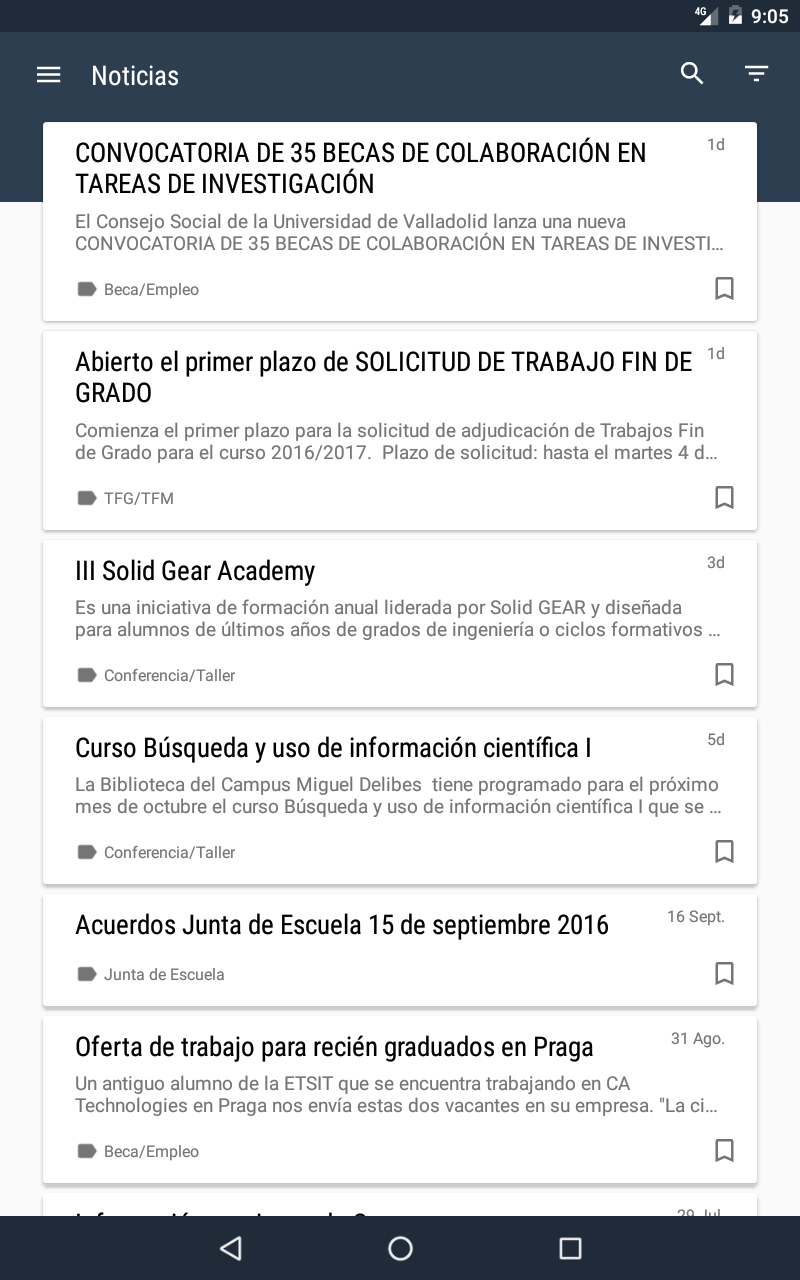 4G 9:05
Noticias
CONVOCATORIA DE 35 BECAS DE COLABORACIÓN EN 1d
TAREAS DE INVESTIGACIÓN
El Consejo Social de la Universidad de Valladolid lanza una nueva
CONVOCATORIA DE 35 BECAS DE COLABORACIÓN EN TAREAS DE INVESTI...
Beca/Empleo
Abierto el primer plazo de SOLICITUD DE TRABAJO FIN DE 1d
GRADO
Comienza el primer plazo para la solicitud de adjudicación de Trabajos Fin
de Grado para el curso 2016/2017.  Plazo de solicitud: hasta el martes 4 d...
TFG/TFM
III Solid Gear Academy 3d
Es una iniciativa de formación anual liderada por Solid GEAR y diseñada
para alumnos de últimos años de grados de ingeniería o ciclos formativos ...
Conferencia/Taller
Curso Búsqueda y uso de información científica I 5d
La Biblioteca del Campus Miguel Delibes  tiene programado para el próximo
mes de octubre el curso Búsqueda y uso de información científica I que se ...
Conferencia/Taller
Acuerdos Junta de Escuela 15 de septiembre 2016 16 Sept.
Junta de Escuela
Oferta de trabajo para recién graduados en Praga 31 Ago.
Un antiguo alumno de la ETSIT que se encuentra trabajando en CA
Technologies en Praga nos envía estas dos vacantes en su empresa. "La ci...
Beca/Empleo
29 Jul.